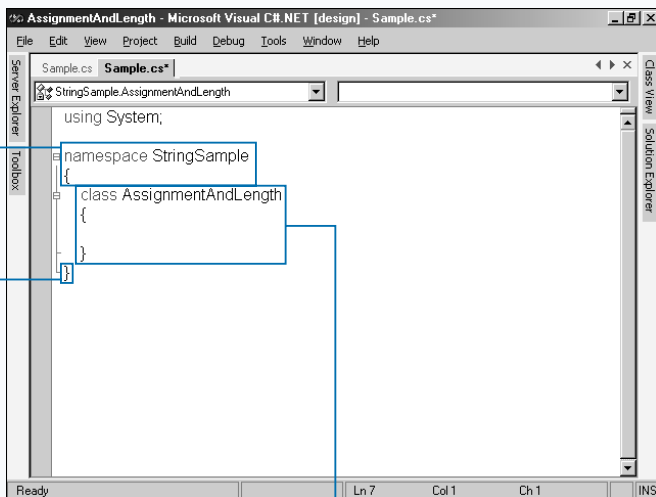 AssignmentAndLength - Microsoft Visual C#.NET [design] - Sample.cs*
File Edit View Project Build Debug Tools Window Help
Sample.cs Sample.cs*
StringSample.AssignmentAndLength
Server Explorer
Toolbox
Class View
Solution Explorer
using System;
namespace StringSample
{
class AssignmentAndLength
{
}
}
Ready Ln 7 Col 1 Ch 1 INS